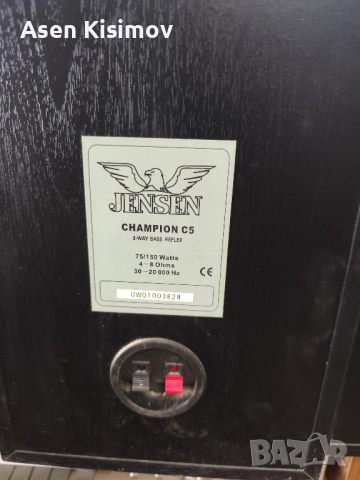 Asen Kisimov
JENSEN
CHAMPION C5
3-WAY BASS REFLEX
75/150 Watts
4-8 Ohms
30-20 000 Hz
CE
UW01003828
BAZAR